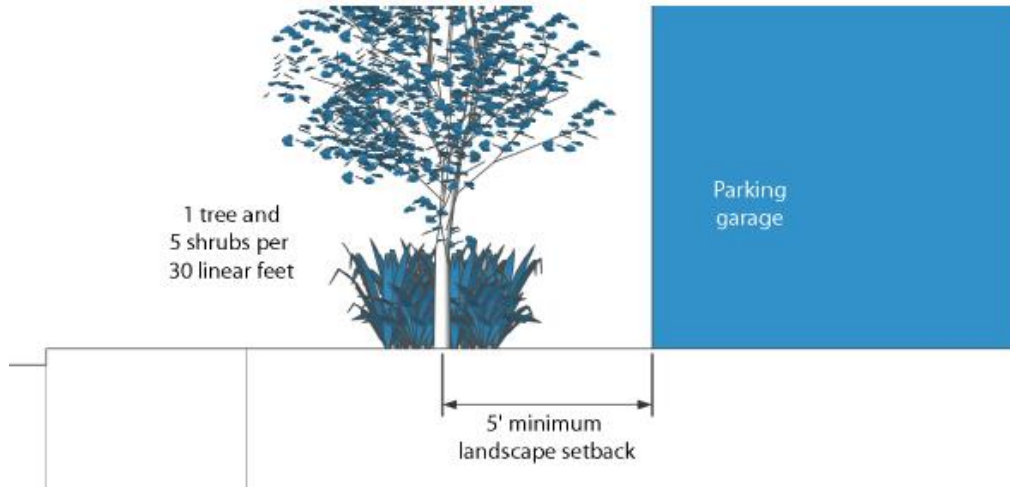 1 tree and
5 shrubs per
30 linear feet
Parking
garage
5' minimum
landscape setback